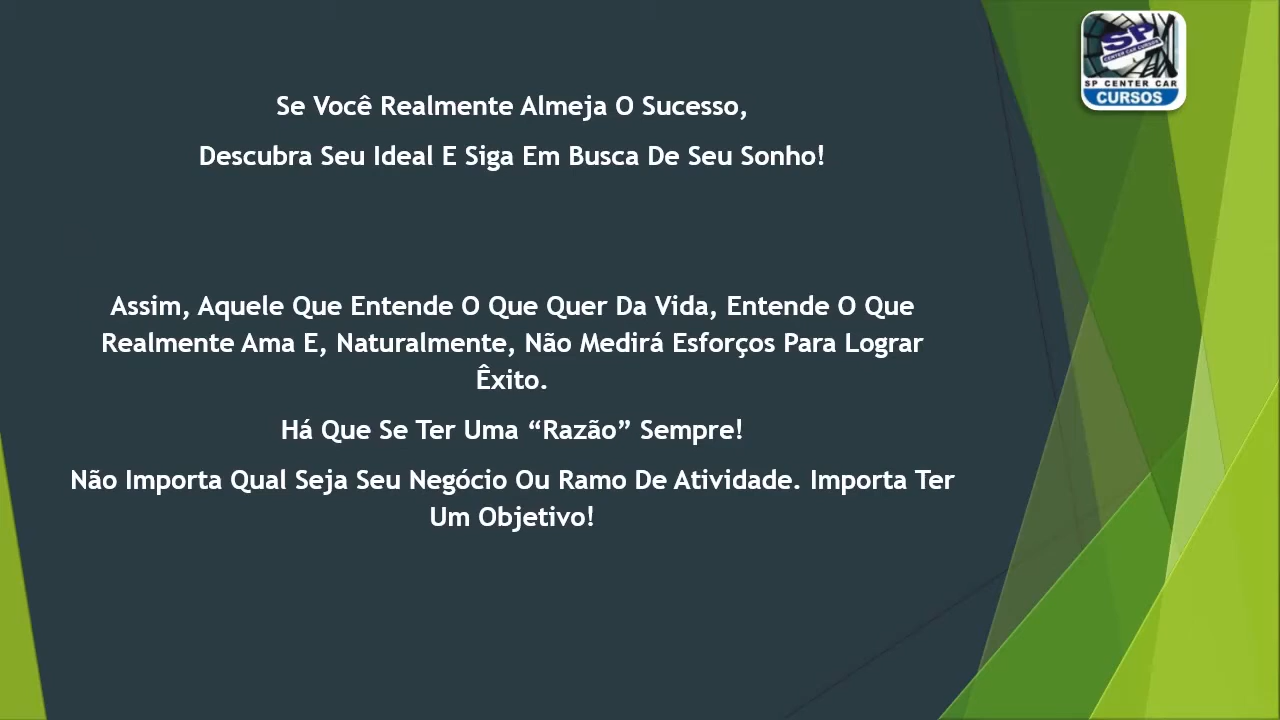 SP
CENTER CAR CURSOS
SP CENTER CAR
CURSOS
Se Você Realmente Almeja O Sucesso,
Descubra Seu Ideal E Siga Em Busca De Seu Sonho!
Assim, Aquele Que Entende O Que Quer Da Vida, Entende O Que
Realmente Ama E, Naturalmente, Não Medirá Esforços Para Lograr
Êxito.
Há Que Se Ter Uma “Razão” Sempre!
Não Importa Qual Seja Seu Negócio Ou Ramo De Atividade. Importa Ter
Um Objetivo!